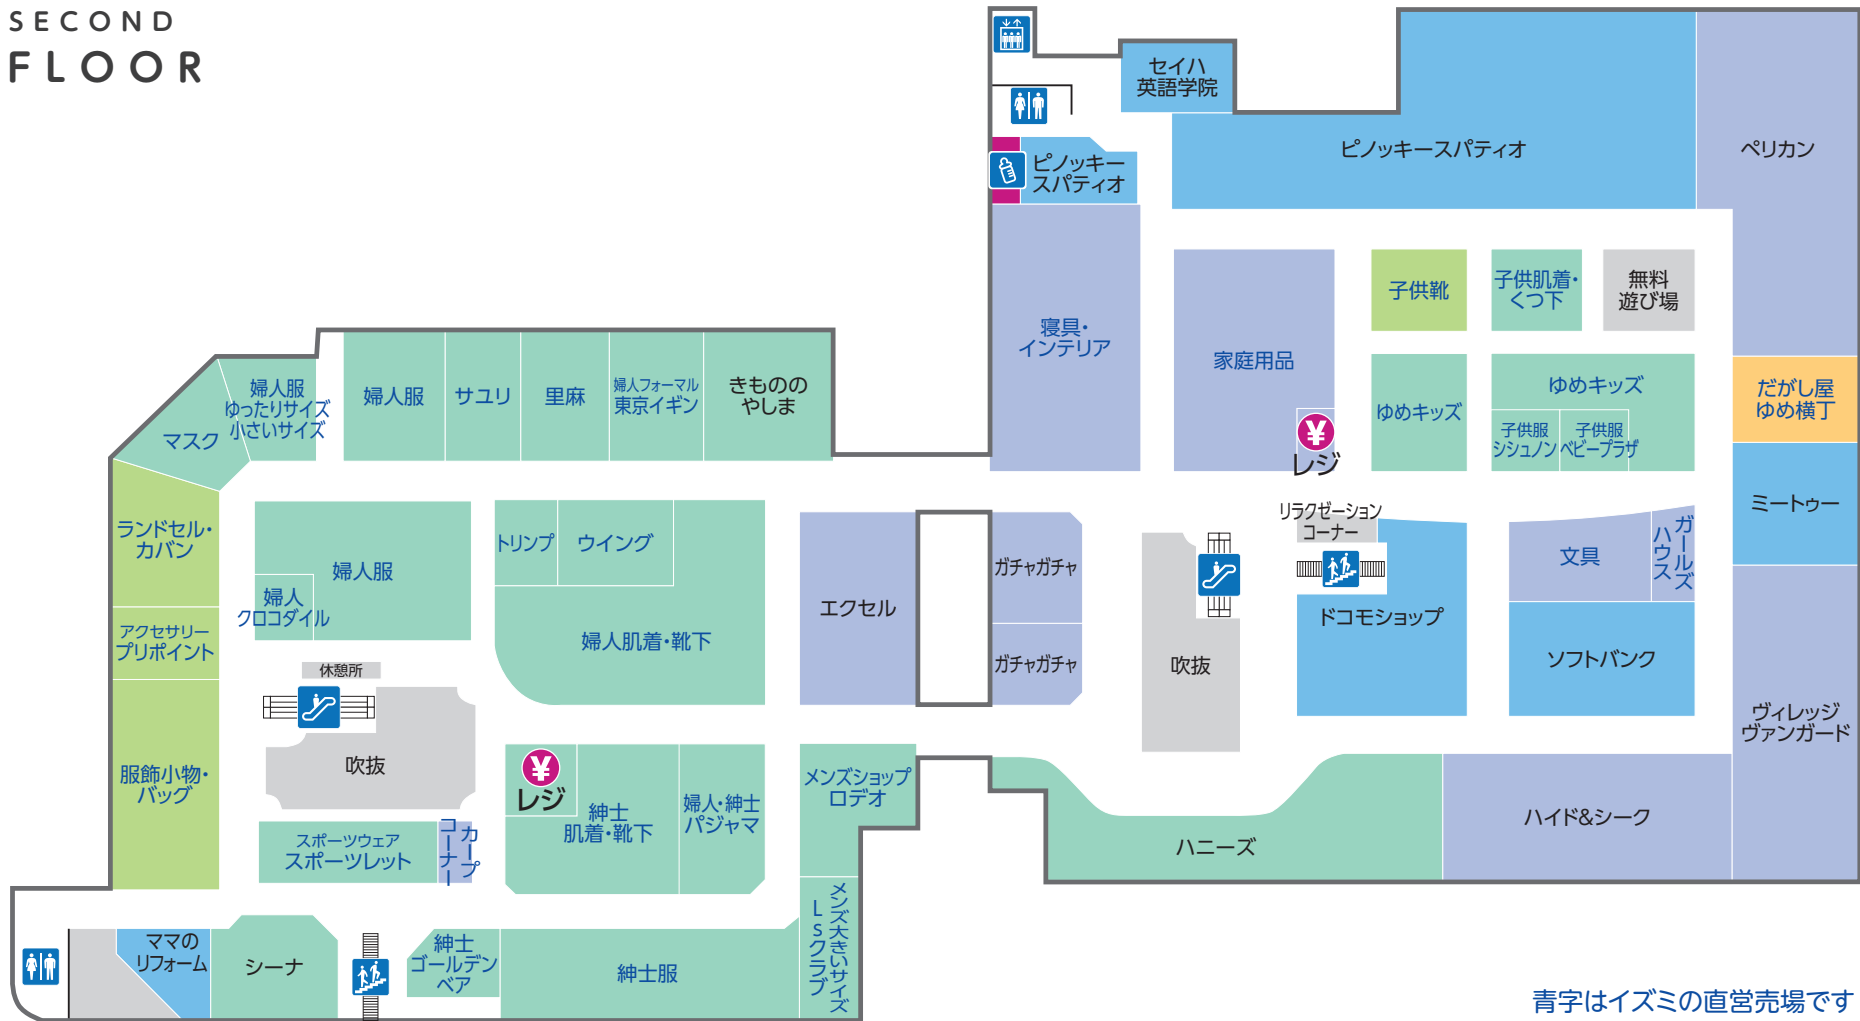 SECOND
FLOOR
セイハ
英語学院
ピノッキー
スパティオ
ピノッキースパティオ
ペリカン
寝具・
インテリア
家庭用品
¥
レジ
子供靴
子供肌着・
くつ下
無料
遊び場
ゆめキッズ
ゆめキッズ
子供服
シシュノン
子供服
ベビープラザ
だがし屋
ゆめ横丁
ミートゥー
マスク
婦人服
ゆったりサイズ
小さいサイズ
婦人服
サユリ
里麻
婦人フォーマル
東京イギン
きものの
やしま
ランドセル・
カバン
アクセサリー
プリポイント
服飾小物・
バッグ
婦人服
婦人
クロコダイル
トリンプ
ウイング
婦人肌着・靴下
エクセル
ガチャガチャ
ガチャガチャ
吹抜
リラクゼーション
コーナー
ドコモショップ
文具
ガールズ
ハウス
ソフトバンク
ヴィレッジ
ヴァンガード
休憩所
吹抜
スポーツウェア
スポーツレット
カープ
コーナー
¥
レジ
紳士
肌着・靴下
婦人・紳士
パジャマ
メンズショップ
ロデオ
ハニーズ
ハイド&シーク
ママの
リフォーム
シーナ
紳士
ゴールデン
ベア
紳士服
メンズ大きいサイズ
Lsクラブ
青字はイズミの直営売場です